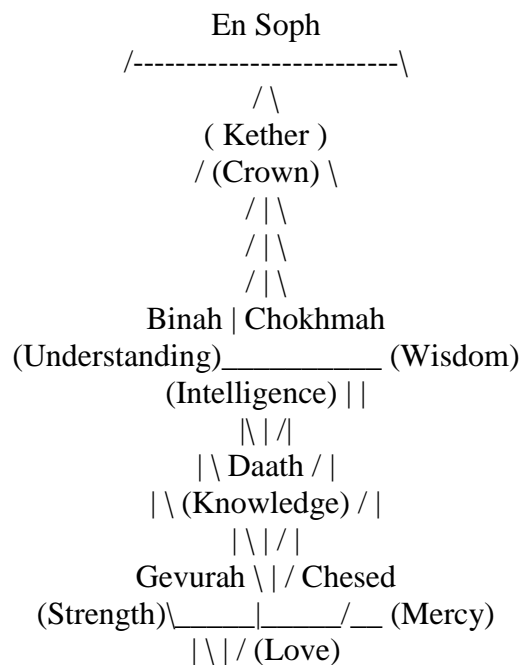 En Soph
/-------------------------\
/ \
( Kether )
/ (Crown) \
/ | \
/ | \
/ | \
Binah | Chokhmah
(Understanding)__________ (Wisdom)
(Intelligence) | |
|\ | /|
| \ Daath / |
| \ (Knowledge) / |
| \ | / |
Gevurah \ | / Chesed
(Strength)\_____|_____/__ (Mercy)
| \ | / (Love)